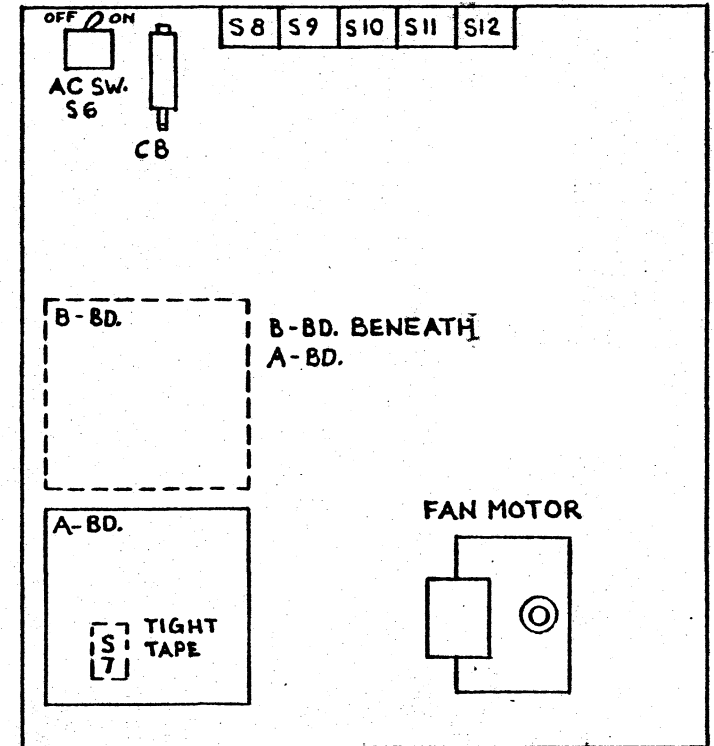 OFF ON
AC SW.
S6
CB
S8 S9 S10 S11 S12
B-BD.
B-BD. BENEATH
A-BD.
A-BD.
S
7
TIGHT
TAPE
FAN MOTOR